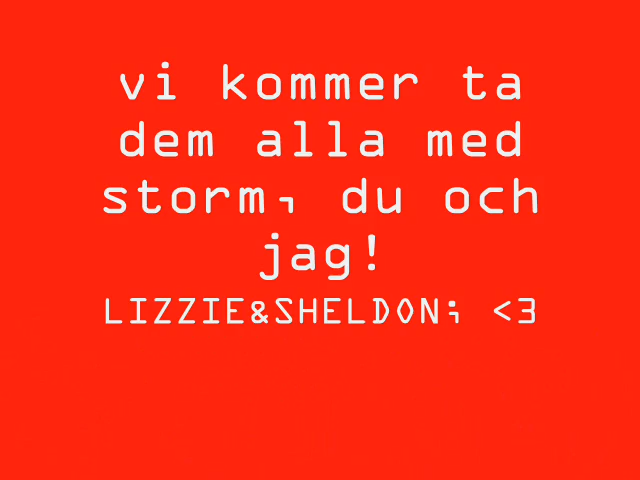 vi kommer ta
dem alla med
storm, du och
jag!
LIZZIE&SHELDON; <3